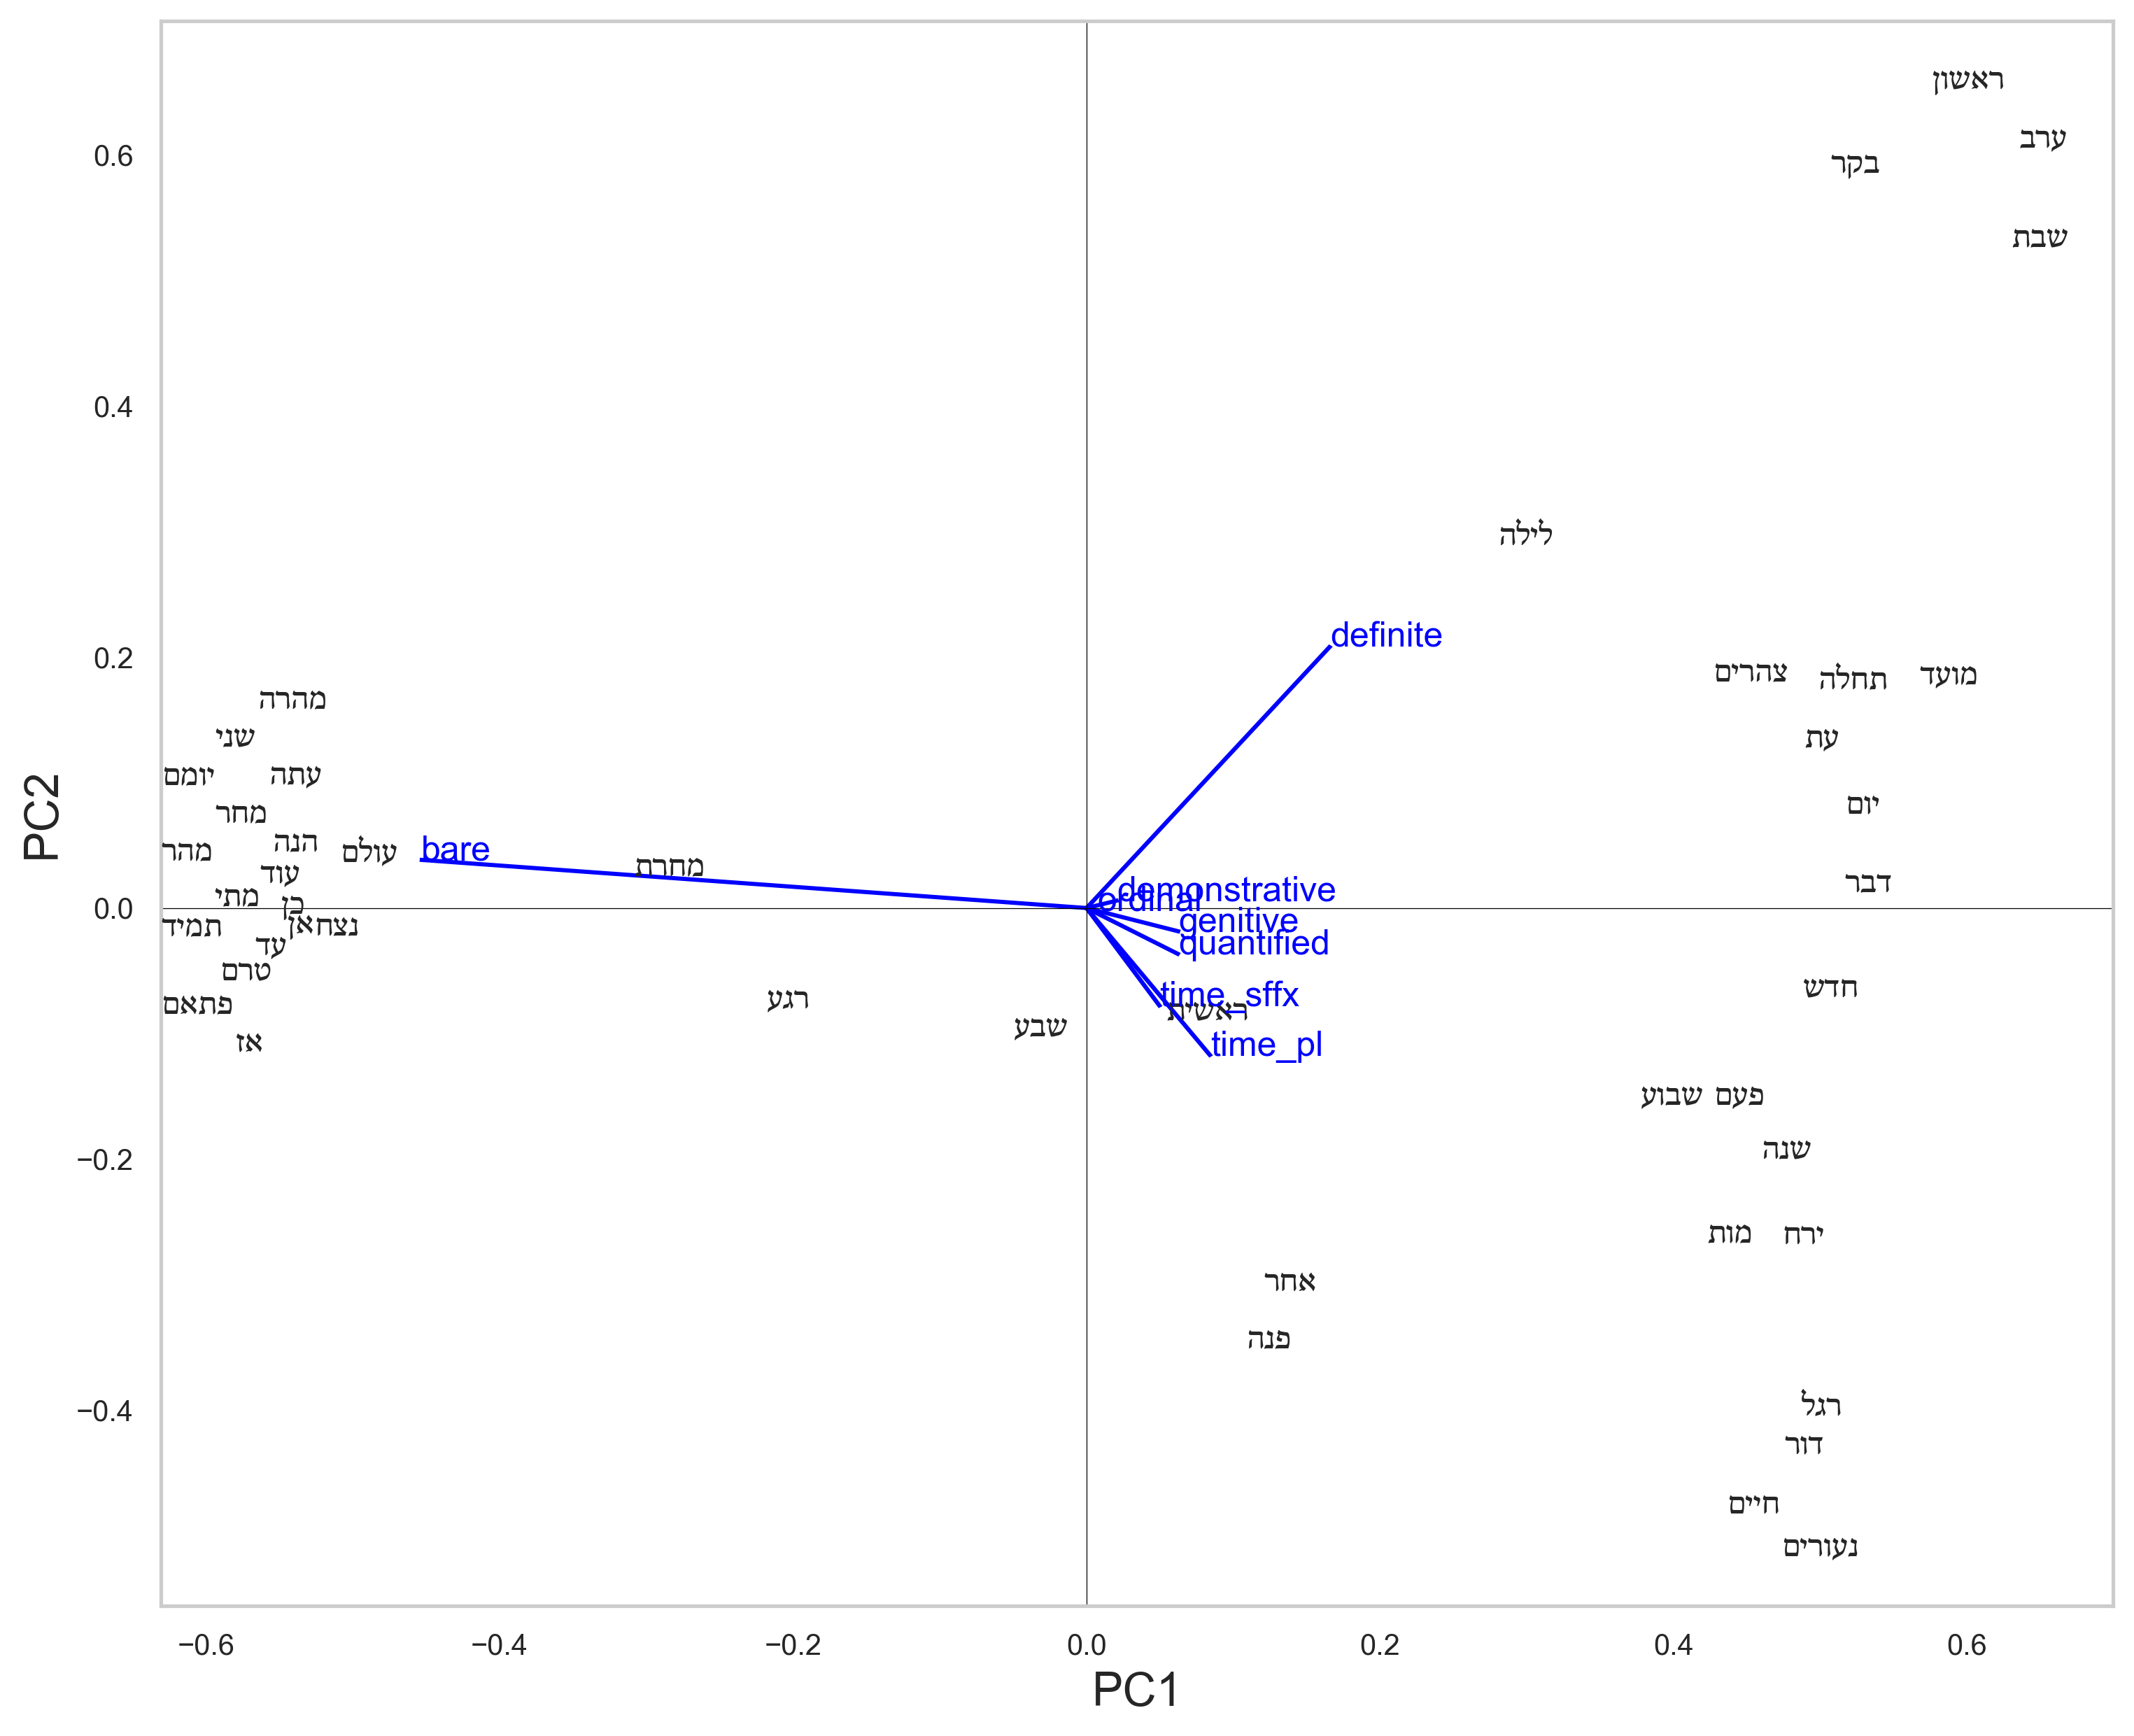 ראשון
ערב
בקר
שבת
0.6
0.4
לילה
definite
0.2
צהרים
תחלה
מועד
מהרה
שני
עת
יומם
עתה
יום
מחר
הנה
מהר
עולם
bare
מחרת
עוד
דבר
מתי
כן
demonstrative
ordinal
0.0
תמיד
נצח
אן
genitive
עד
quantified
טרם
פתאם
רגע
time_sffx
ראשית
חדש
אז
שבע
time_pl
שבוע
פעם
−0.2
שנה
מות
ירח
אחר
פנה
−0.4
רגל
דור
חיים
נעורים
PC2
−0.6
−0.4
−0.2
0.0
0.2
0.4
0.6
PC1